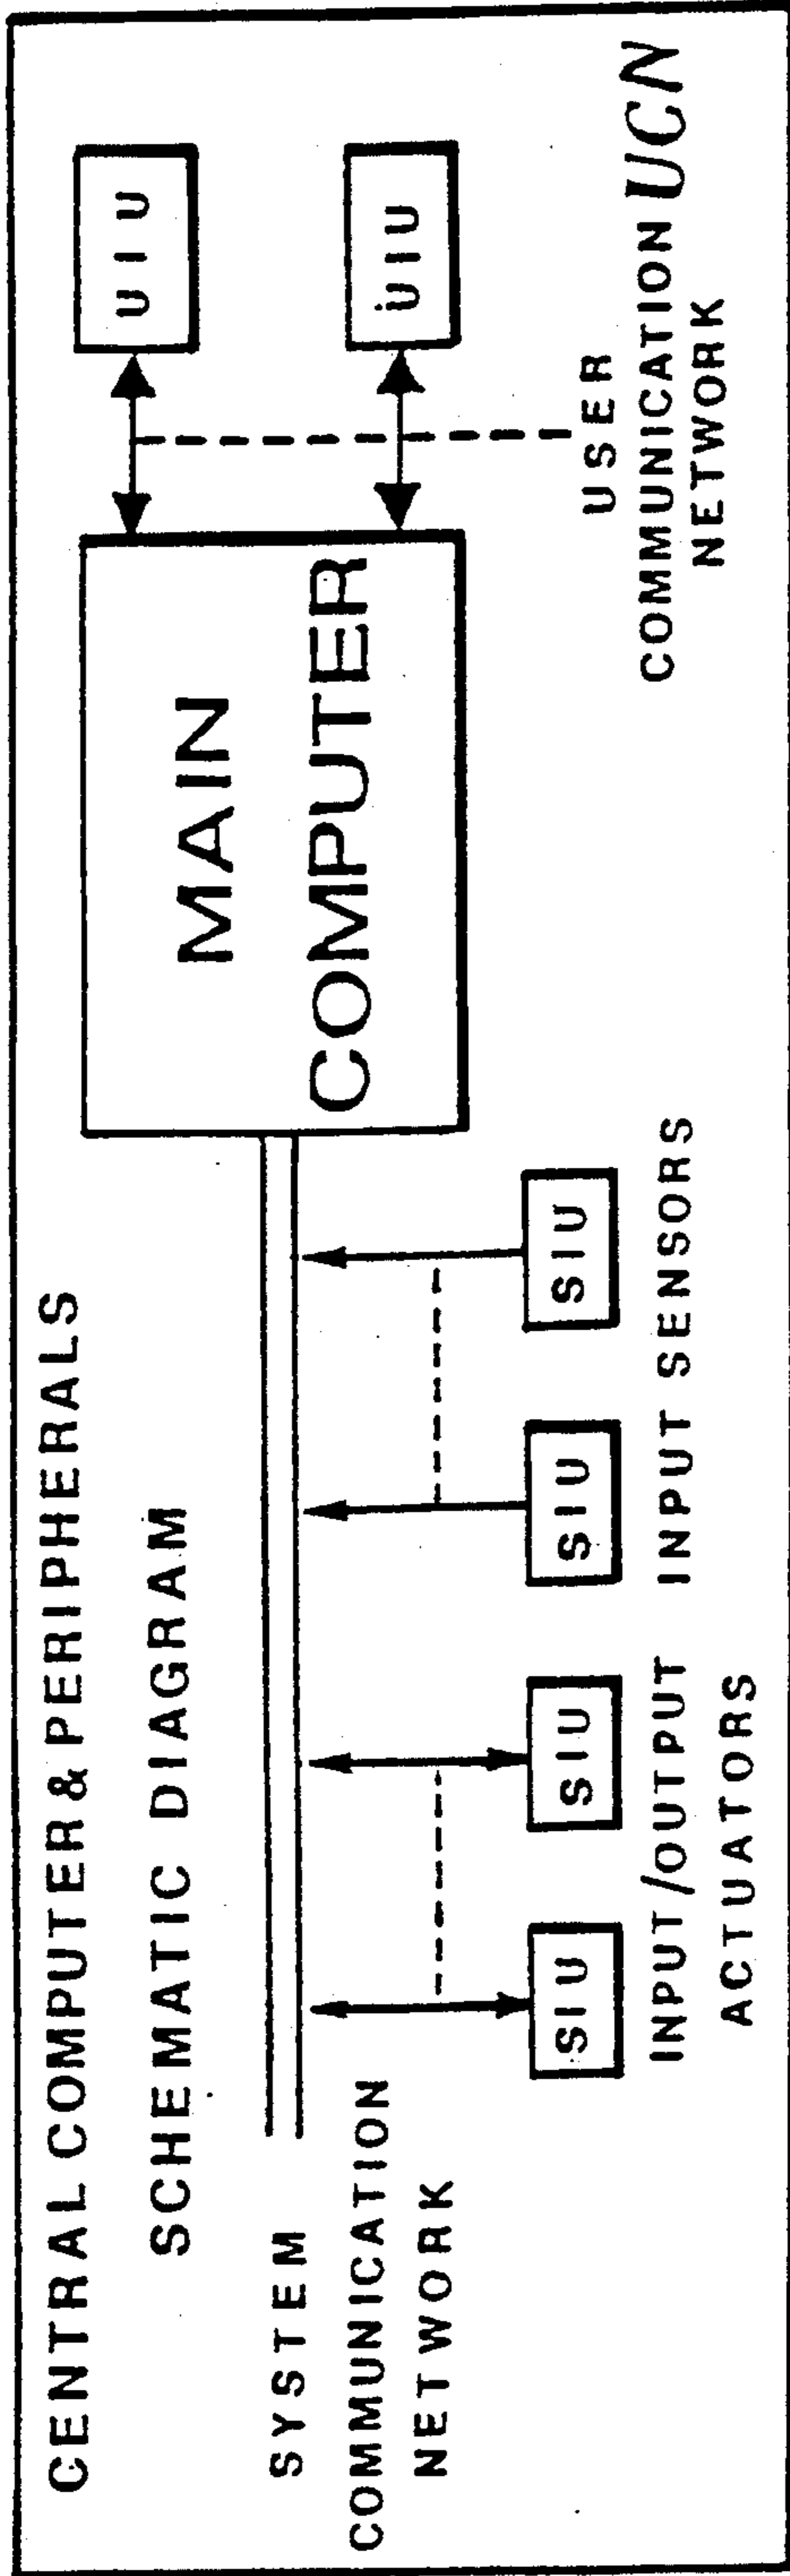 CENTRAL COMPUTER & PERIPHERALS
SCHEMATIC DIAGRAM
SYSTEM
COMMUNICATION
NETWORK
MAIN
COMPUTER
UIU
UIU
USER
COMMUNICATION UCN
NETWORK
SIU
SIU
SIU
SIU
INPUT/OUTPUT
ACTUATORS
INPUT SENSORS